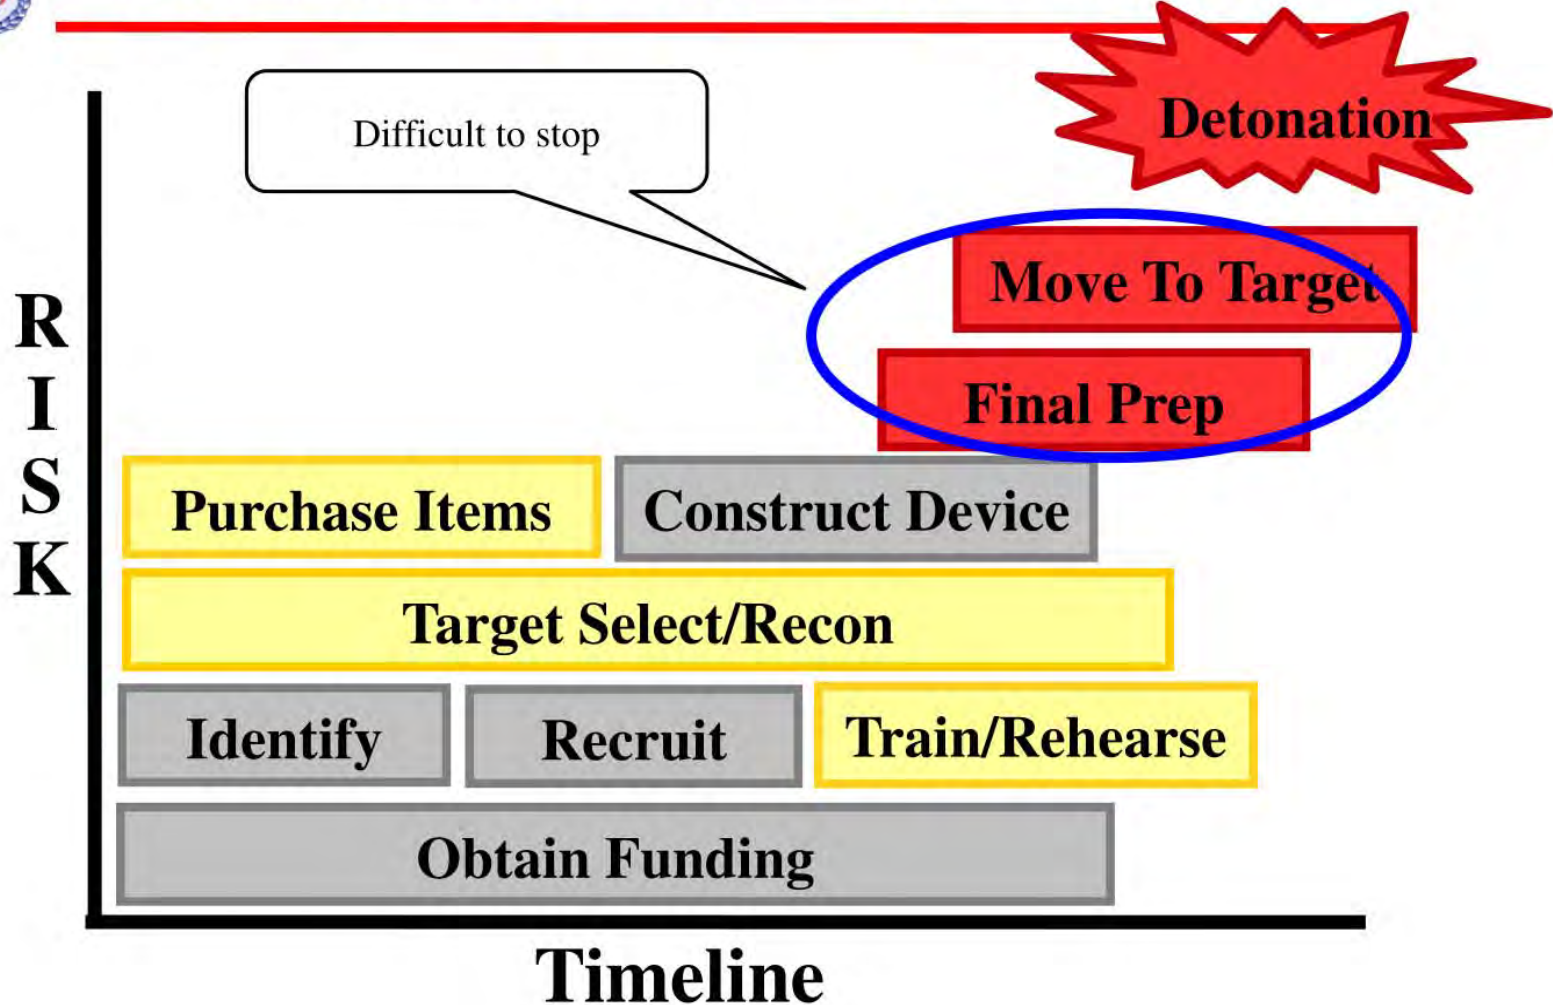 Detonation
Difficult to stop
Move To Target
Final Prep
Purchase Items
Construct Device
Target Select/Recon
Identify
Recruit
Train/Rehearse
Obtain Funding
R
I
S
K
Timeline